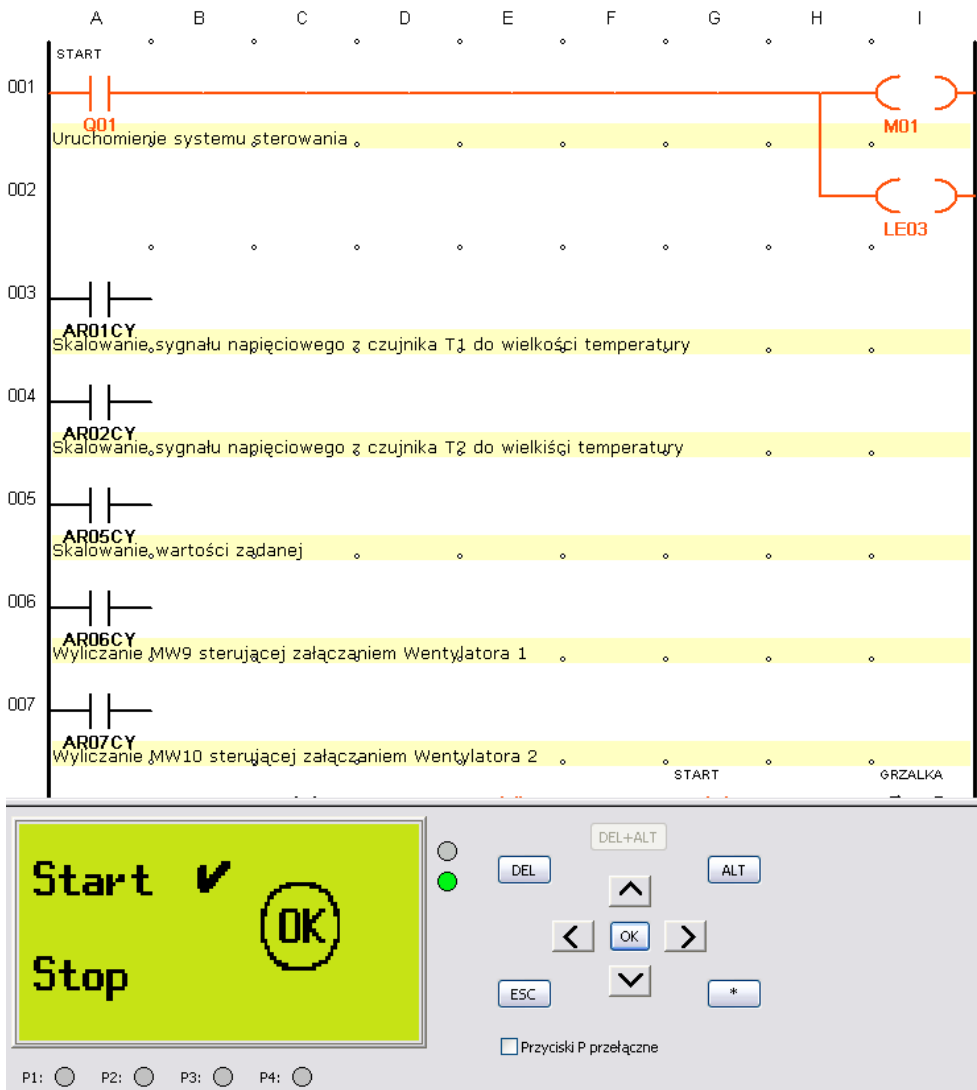 A B C D E F G H I
START
001
Q01 M01
Uruchomienie systemu sterowania
002
LE03
003
AR01CY
Skalowanie sygnału napięciowego z czujnika T1 do wielkości temperatury
004
AR02CY
Skalowanie sygnału napięciowego z czujnika T2 do wielkiści temperatury
005
AR05CY
Skalowanie wartości zadanej
006
AR06CY
Wyliczanie MW9 sterującej załączaniem Wentylatora 1
007
AR07CY
Wyliczanie MW10 sterującej załączaniem Wentylatora 2
START GRZALKA
DEL+ALT
Start ✔ OK
DEL ALT
OK
Stop
ESC *
Przyciski P przełączne
P1: P2: P3: P4: